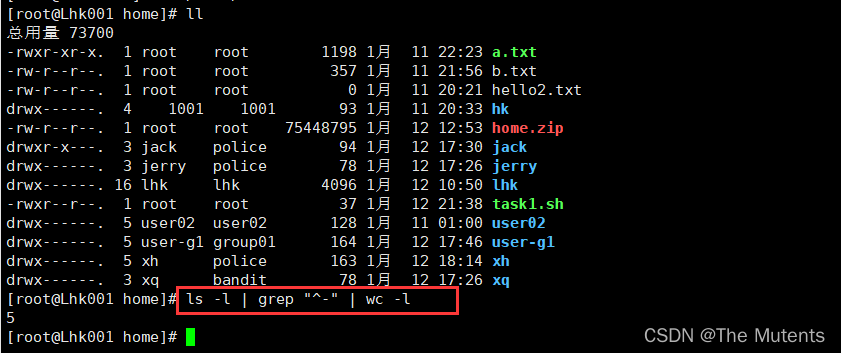 [root@Lhk001 home]# ll
总用量 73700
-rwxr-xr-x.  1 root    root        1198 1月  11 22:23 a.txt
-rw-r--r--.  1 root    root         357 1月  11 21:56 b.txt
-rw-r--r--.  1 root    root           0 1月  11 20:21 hello2.txt
drwx------.  4    1001    1001       93 1月  11 20:33 hk
-rw-r--r--.  1 root    root    75448795 1月  12 12:53 home.zip
drwxr-x---.  3 jack    police        94 1月  12 17:30 jack
drwx------.  3 jerry   police        78 1月  12 17:26 jerry
drwx------. 16 lhk     lhk         4096 1月  12 10:50 lhk
-rwxr--r--.  1 root    root          37 1月  12 21:38 task1.sh
drwx------.  5 user02  user02       128 1月  11 01:00 user02
drwx------.  5 user-g1 group01      164 1月  12 17:46 user-g1
drwx------.  5 xh      police       163 1月  12 18:14 xh
drwx------.  3 xq      bandit        78 1月  12 17:26 xq
[root@Lhk001 home]# ls -l | grep "^-" | wc -l
5
[root@Lhk001 home]#
CSDN @The Mutents